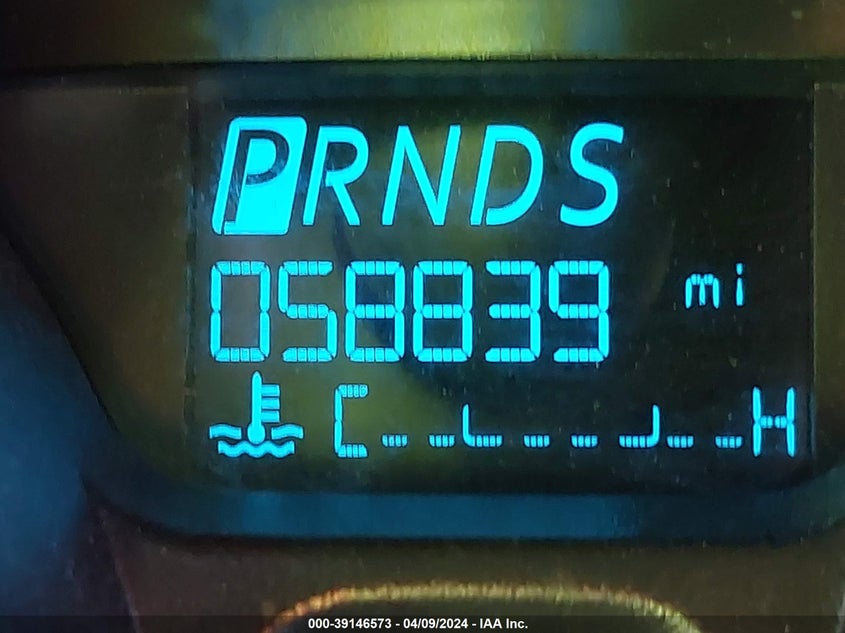 PRNDS
058839 mi
C H
000-39146573 - 04/09/2024 - IAA Inc.